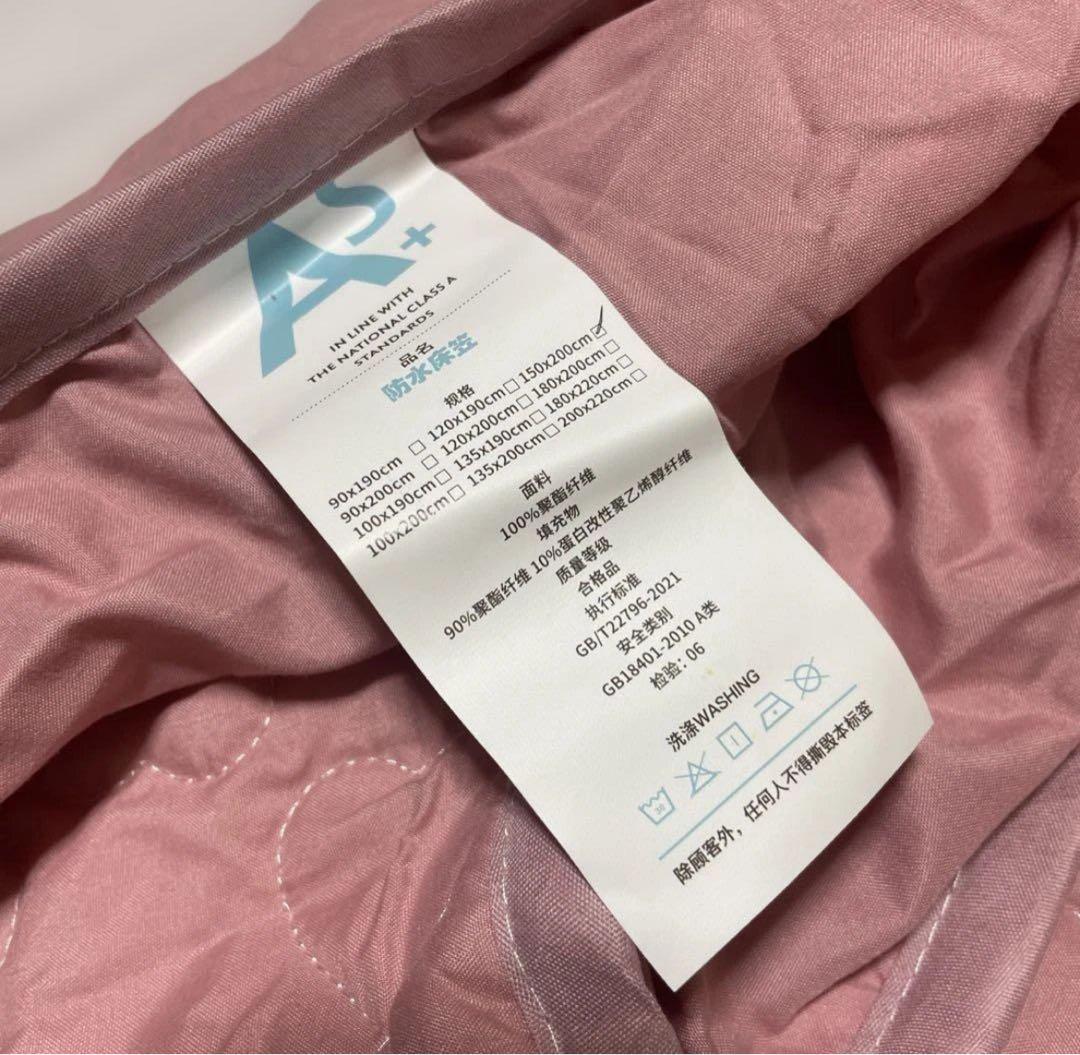 A S +
IN LINE WITH
THE NATIONAL CLASS A
STANDARDS
品名
防水床笠
规格
90x190cm□ 120x190cm□ 150x200cm☑
90x200cm□ 120x200cm□ 180x200cm□
100x190cm□ 135x190cm□ 180x220cm□
100x200cm□ 135x200cm□ 200x220cm□
面料
100%聚酯纤维
填充物
90%聚酯纤维 10%蛋白改性聚乙烯醇纤维
质量等级
合格品
执行标准
GB/T22796-2021
安全类别
GB18401-2010 A类
检验：06
洗涤WASHING
30
除顾客外，任何人不得撕毁本标签